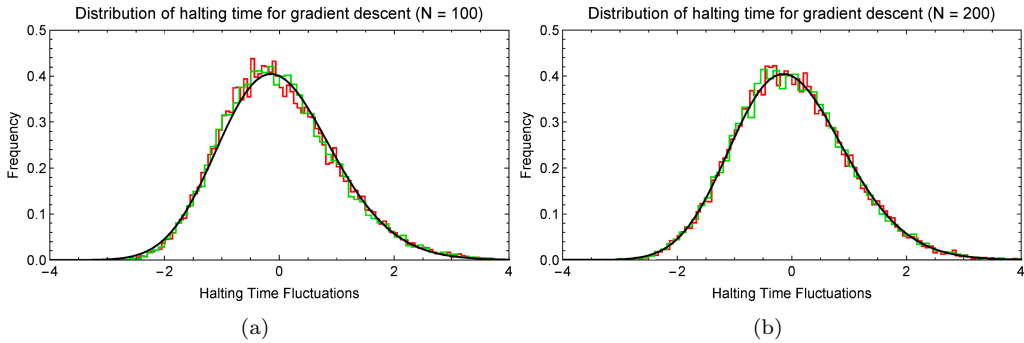 Distribution of halting time for gradient descent (N = 100)
0.5
0.4
0.3
0.2
0.1
0.0
Frequency
−4 −2 0 2 4
Halting Time Fluctuations
(a)
Distribution of halting time for gradient descent (N = 200)
0.5
0.4
0.3
0.2
0.1
0.0
Frequency
−4 −2 0 2 4
Halting Time Fluctuations
(b)